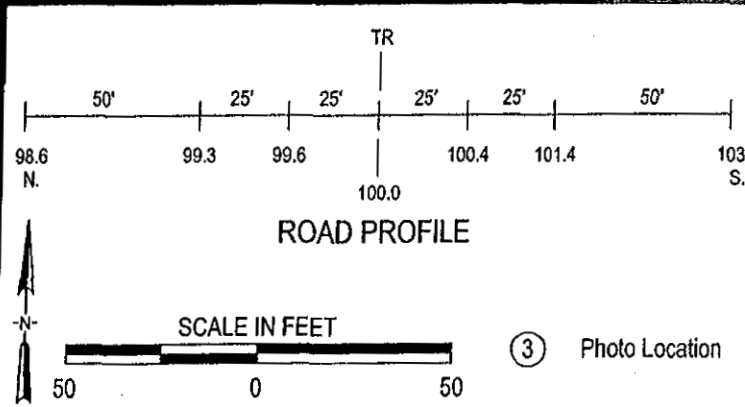 TR
50' 25' 25' 25' 25' 50'
98.6 99.3 99.6 100.4 101.4 103
N. S.
100.0
ROAD PROFILE
-N-
SCALE IN FEET
3 Photo Location
50 0 50